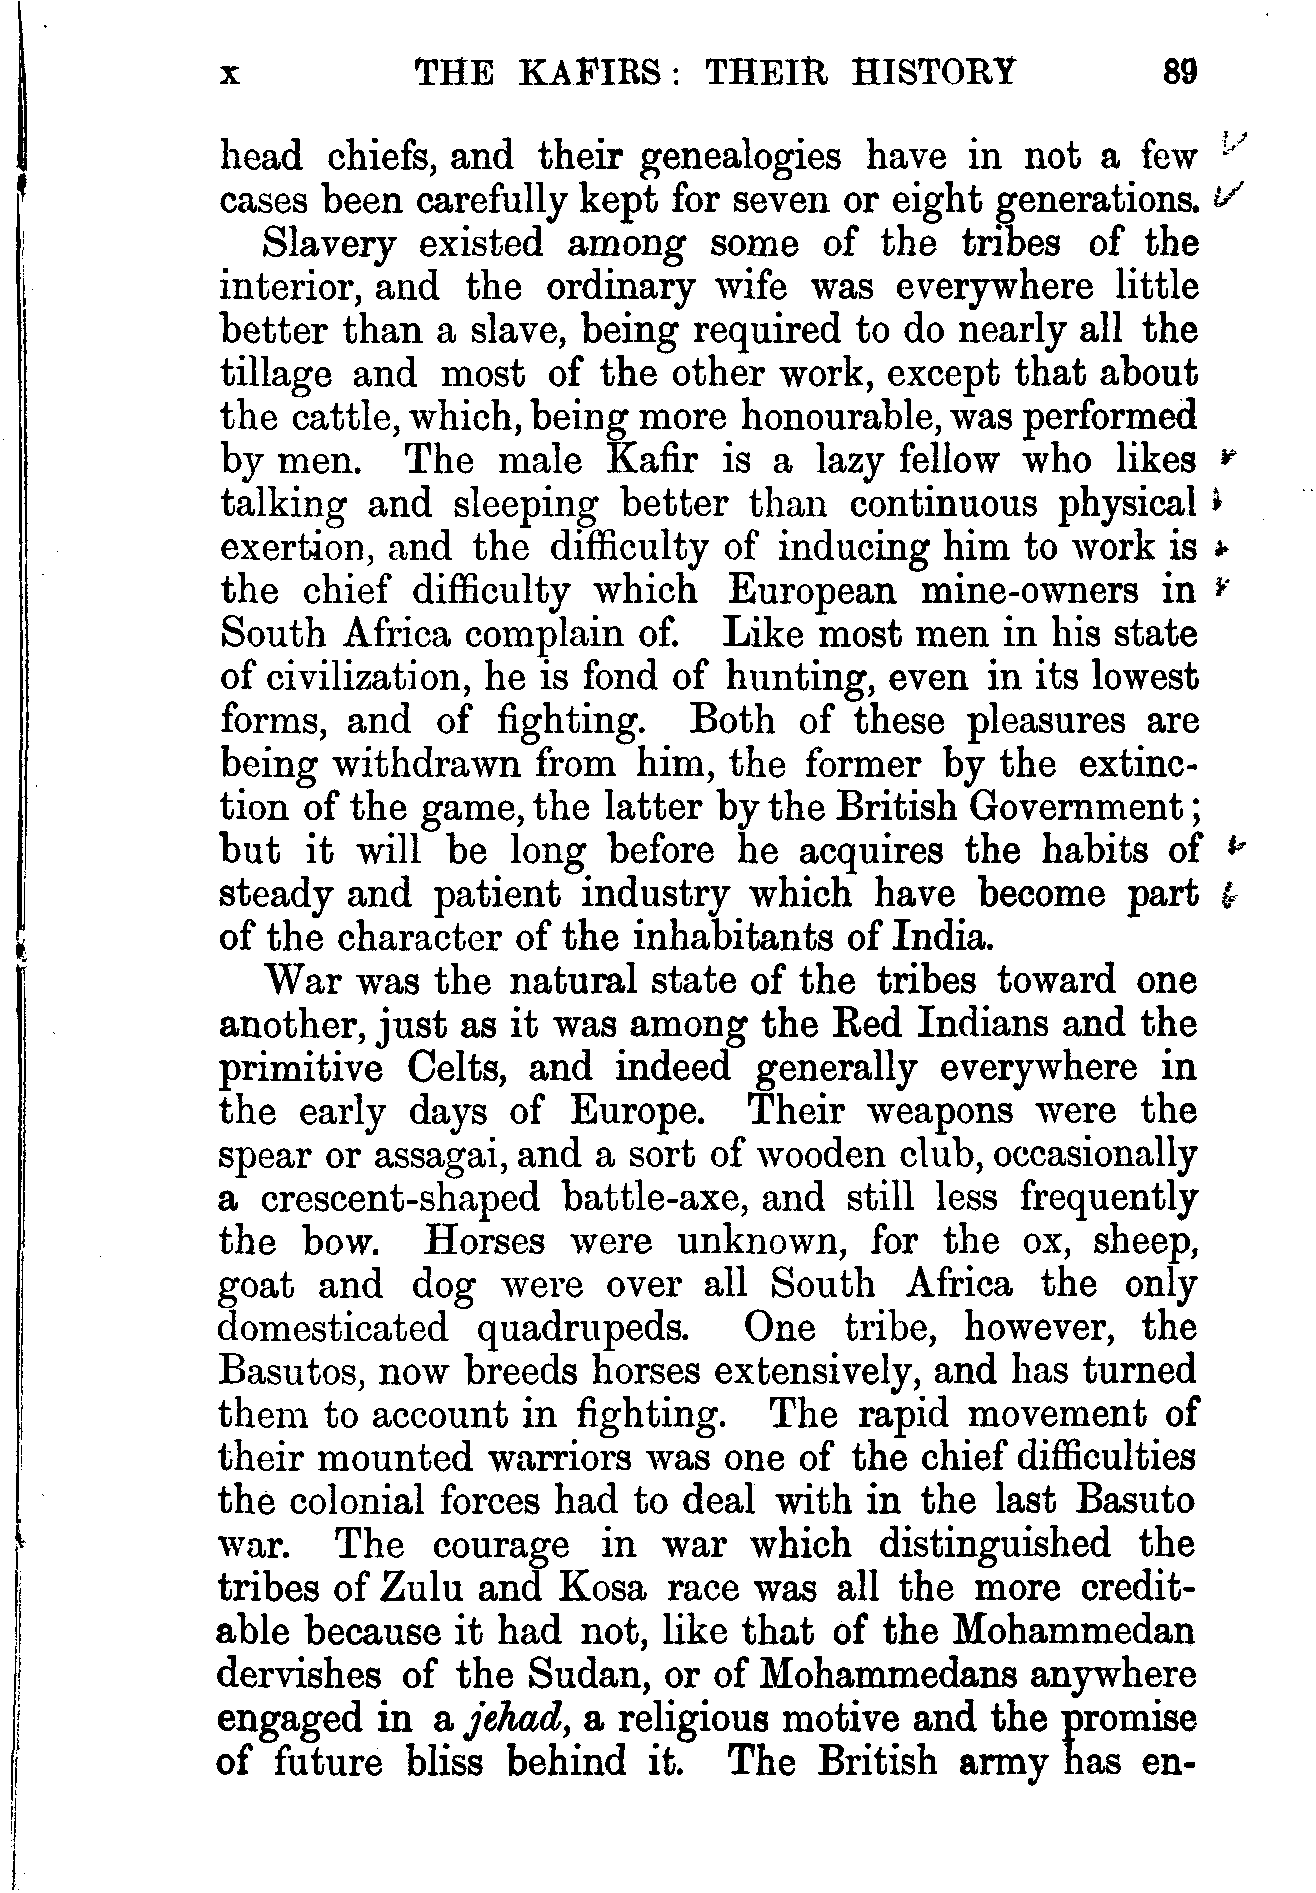 x THE KAFIRS: THEIR HISTORY 89
head chiefs, and their genealogies have in not a few
cases been carefully kept for seven or eight generations.
Slavery existed among some of the tribes of the
interior, and the ordinary wife was everywhere little
better than a slave, being required to do nearly all the
tillage and most of the other work, except that about
the cattle, which, being more honourable, was performed
by men. The male Kafir is a lazy fellow who likes
talking and sleeping better than continuous physical
exertion, and the difficulty of inducing him to work is
the chief difficulty which European mine-owners in
South Africa complain of. Like most men in his state
of civilization, he is fond of hunting, even in its lowest
forms, and of fighting. Both of these pleasures are
being withdrawn from him, the former by the extinc-
tion of the game, the latter by the British Government;
but it will be long before he acquires the habits of
steady and patient industry which have become part
of the character of the inhabitants of India.
War was the natural state of the tribes toward one
another, just as it was among the Red Indians and the
primitive Celts, and indeed generally everywhere in
the early days of Europe. Their weapons were the
spear or assagai, and a sort of wooden club, occasionally
a crescent-shaped battle-axe, and still less frequently
the bow. Horses were unknown, for the ox, sheep,
goat and dog were over all South Africa the only
domesticated quadrupeds. One tribe, however, the
Basutos, now breeds horses extensively, and has turned
them to account in fighting. The rapid movement of
their mounted warriors was one of the chief difficulties
the colonial forces had to deal with in the last Basuto
war. The courage in war which distinguished the
tribes of Zulu and Kosa race was all the more credit-
able because it had not, like that of the Mohammedan
dervishes of the Sudan, or of Mohammedans anywhere
engaged in a jehad, a religious motive and the promise
of future bliss behind it. The British army has en-